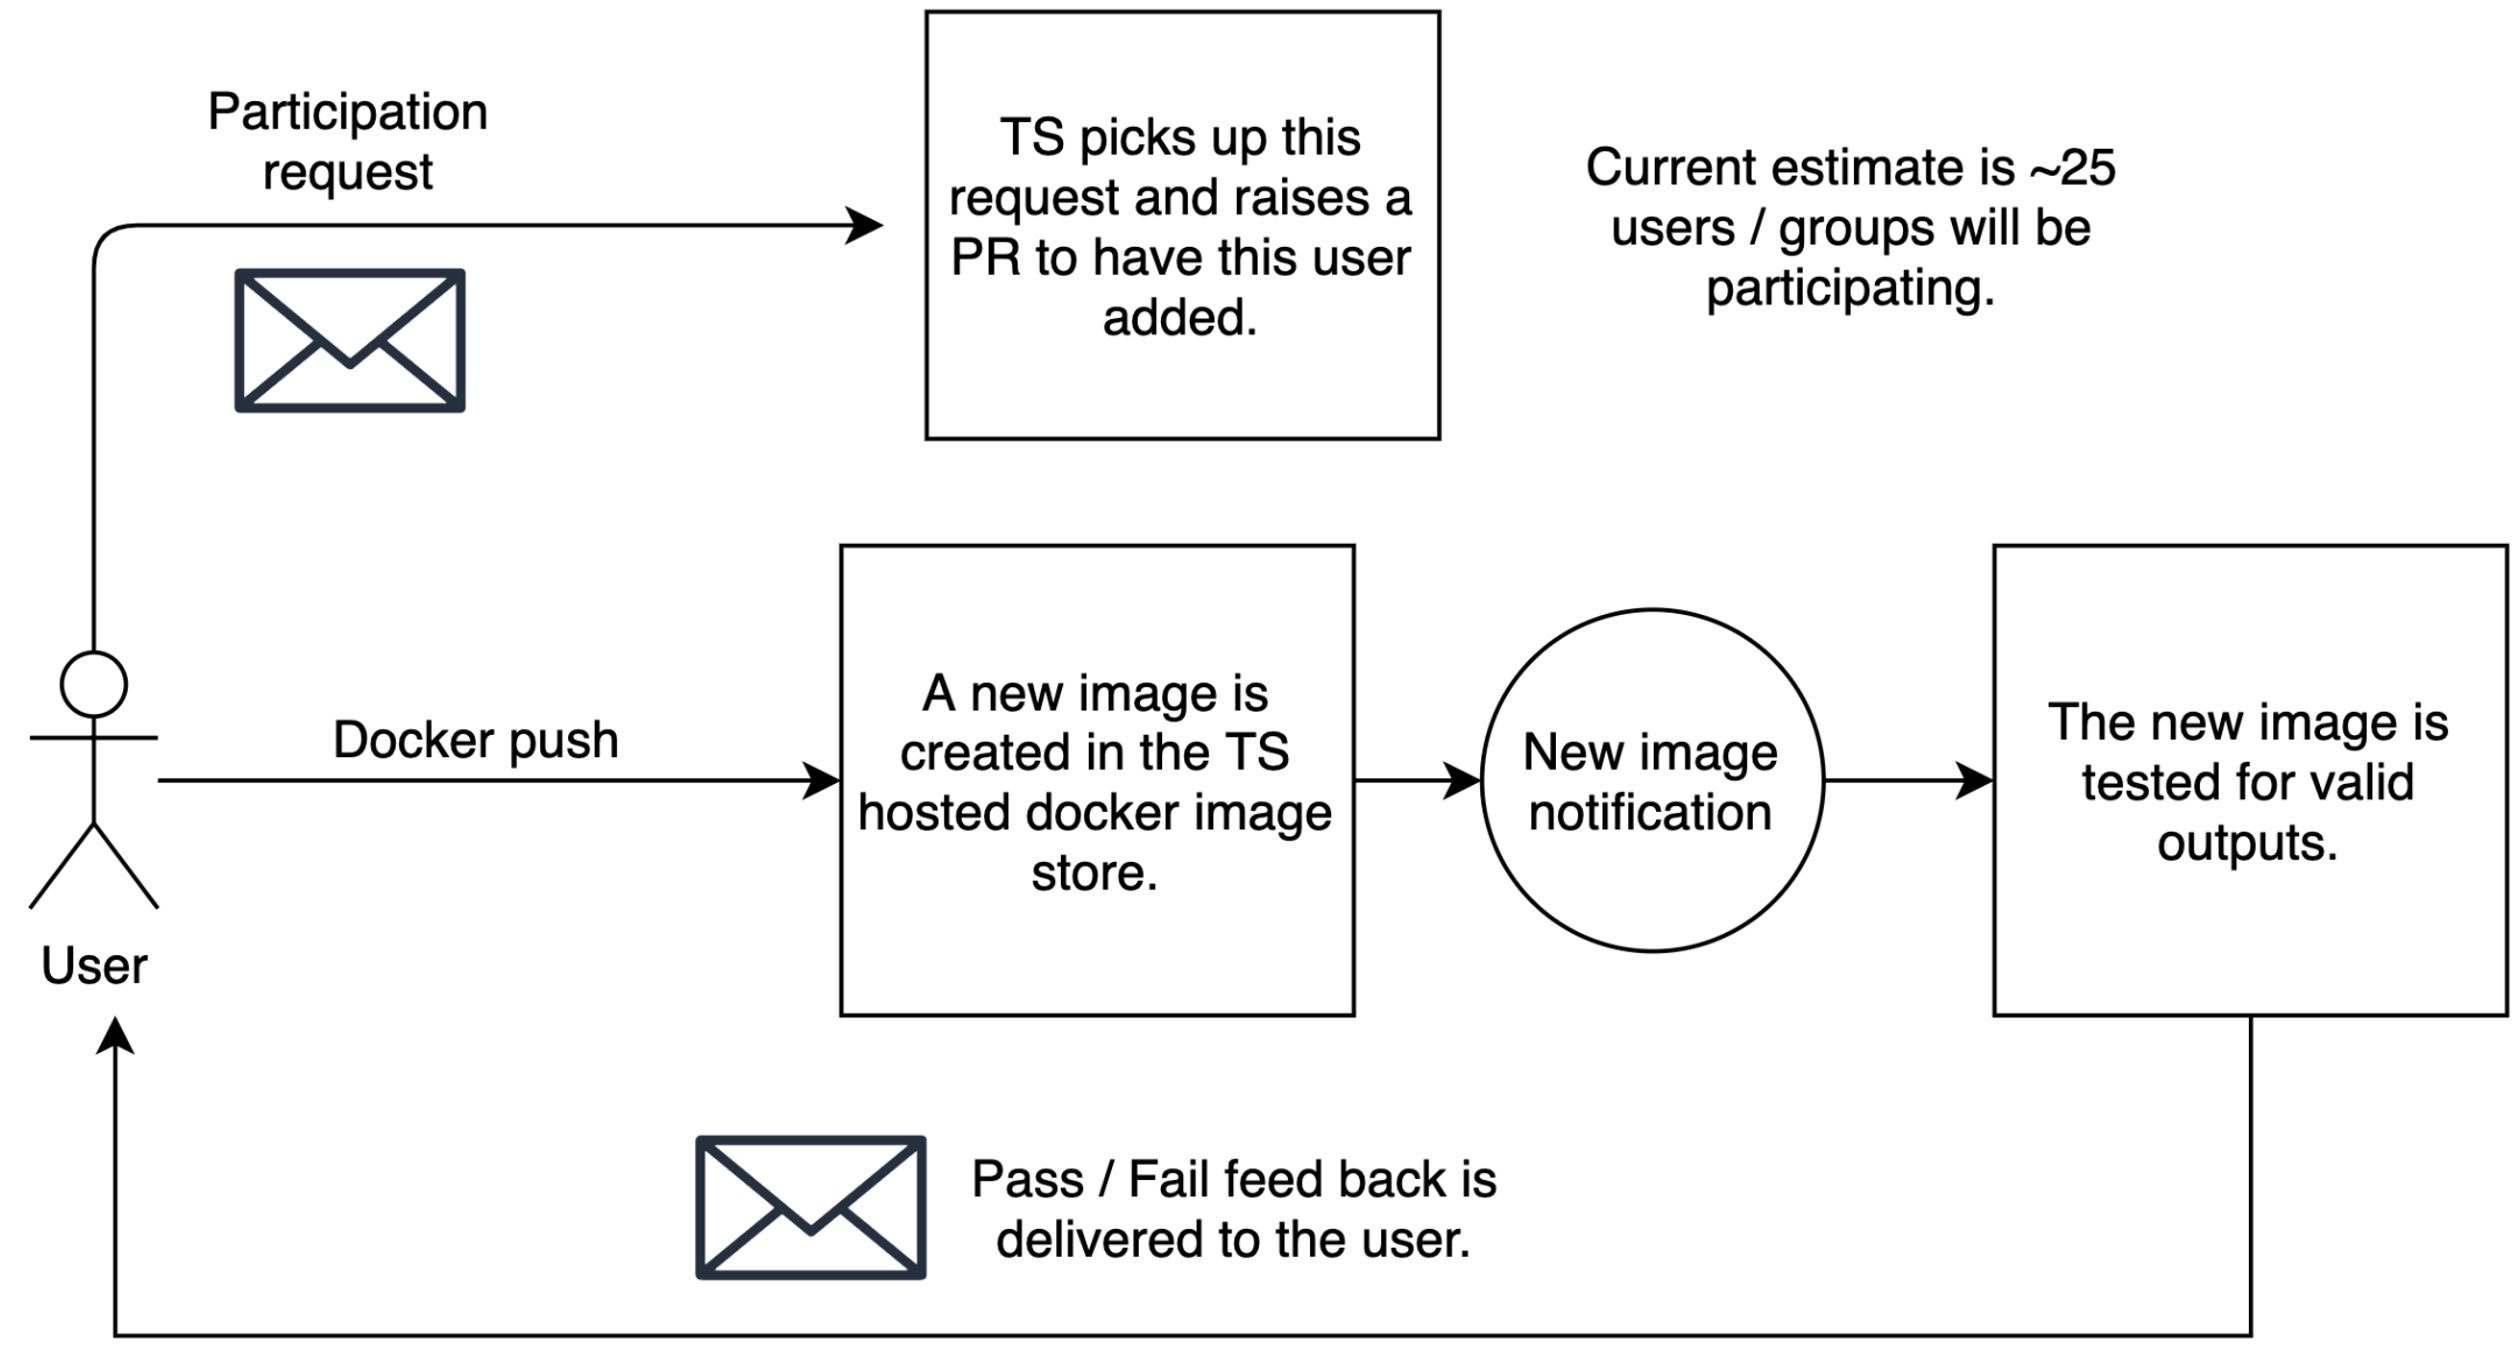 Participation
request
TS picks up this
request and raises a
PR to have this user
added.
Current estimate is ~25
users / groups will be
participating.
Docker push
A new image is
created in the TS
hosted docker image
store.
New image
notification
The new image is
tested for valid
outputs.
User
Pass / Fail feed back is
delivered to the user.